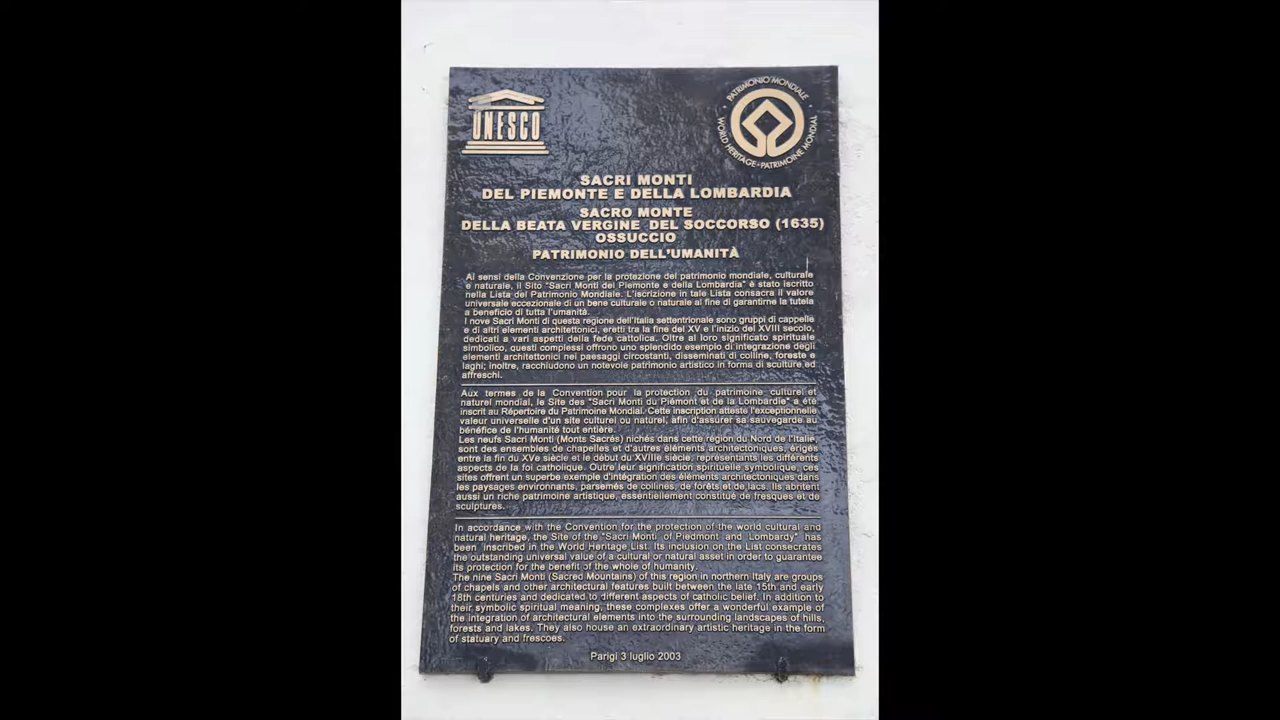 UNESCO
PATRIMONIO MONDIALE
WORLD HERITAGE • PATRIMOINE MONDIAL
SACRI MONTI
DEL PIEMONTE E DELLA LOMBARDIA
SACRO MONTE
DELLA BEATA VERGINE DEL SOCCORSO (1635)
OSSUCCIO
PATRIMONIO DELL'UMANITÀ
Ai sensi della Convenzione per la protezione del patrimonio mondiale, culturale
e naturale, il Sito "Sacri Monti del Piemonte e della Lombardia" è stato iscritto
nella Lista del Patrimonio Mondiale. L'iscrizione in tale Lista consacra il valore
universale eccezionale di un bene culturale o naturale al fine di garantirne la tutela
a beneficio di tutta l'umanità.
I nove Sacri Monti di questa regione dell'Italia settentrionale sono gruppi di cappelle
e di altri elementi architettonici, eretti tra la fine del XV e l'inizio del XVIII secolo,
dedicati a vari aspetti della fede cattolica. Oltre al loro significato spirituale
simbolico, questi complessi offrono uno splendido esempio di integrazione degli
elementi architettonici nei paesaggi circostanti, disseminati di colline, foreste e
laghi; inoltre, racchiudono un notevole patrimonio artistico in forma di sculture ed
affreschi.
Aux termes de la Convention pour la protection du patrimoine culturel et
naturel mondial, le Site des "Sacri Monti du Piémont et de la Lombardie" a été
inscrit au Répertoire du Patrimoine Mondial. Cette inscription atteste l'exceptionnelle
valeur universelle d'un site culturel ou naturel, afin d'assurer sa sauvegarde au
bénéfice de l'humanité tout entière.
Les neufs Sacri Monti (Monts Sacrés) nichés dans cette région du Nord de l'Italie,
sont des ensembles de chapelles et d'autres éléments architectoniques, érigés
entre la fin du XVe siècle et le début du XVIIIe siècle, représentants les différents
aspects de la foi catholique. Outre leur signification spirituelle symbolique, ces
sites offrent un superbe exemple d'intégration des éléments architectoniques dans
les paysages environnants, parsemés de collines, de forêts et de lacs. Ils abritent
aussi un riche patrimoine artistique, essentiellement constitué de fresques et de
sculptures.
In accordance with the Convention for the protection of the world cultural and
natural heritage, the Site of the "Sacri Monti of Piedmont and Lombardy" has
been inscribed in the World Heritage List. Its inclusion on the List consecrates
the outstanding universal value of a cultural or natural asset in order to guarantee
its protection for the benefit of the whole of humanity.
The nine Sacri Monti (Sacred Mountains) of this region in northern Italy are groups
of chapels and other architectural features built between the late 15th and early
18th centuries and dedicated to different aspects of catholic belief. In addition to
their symbolic spiritual meaning, these complexes offer a wonderful example of
the integration of architectural elements into the surrounding landscapes of hills,
forests and lakes. They also house an extraordinary artistic heritage in the form
of statuary and frescoes.
Parigi 3 luglio 2003